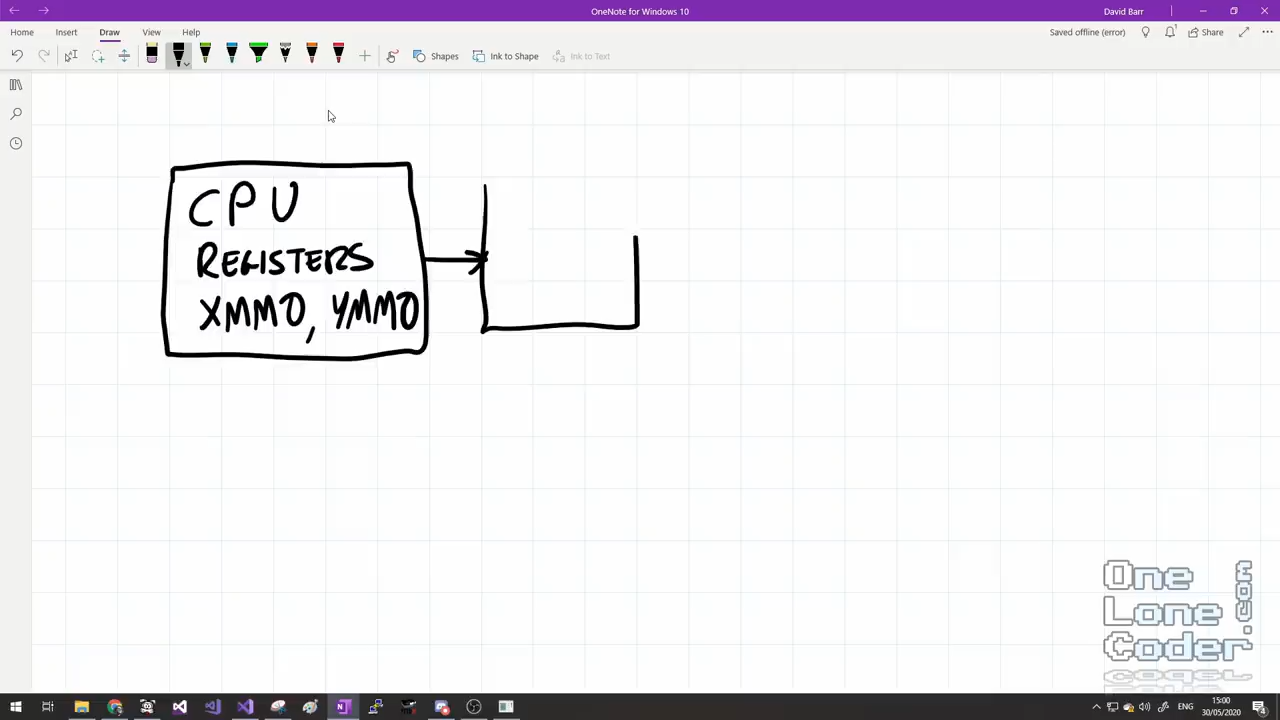 OneNote for Windows 10
David Barr
Home Insert Draw View Help
Saved offline (error)
Share
Shapes
Ink to Shape
Ink to Text
CPU
REGISTERS
XMM0, YMM0
One
Lone
Coder
.com
15:00
30/05/2020